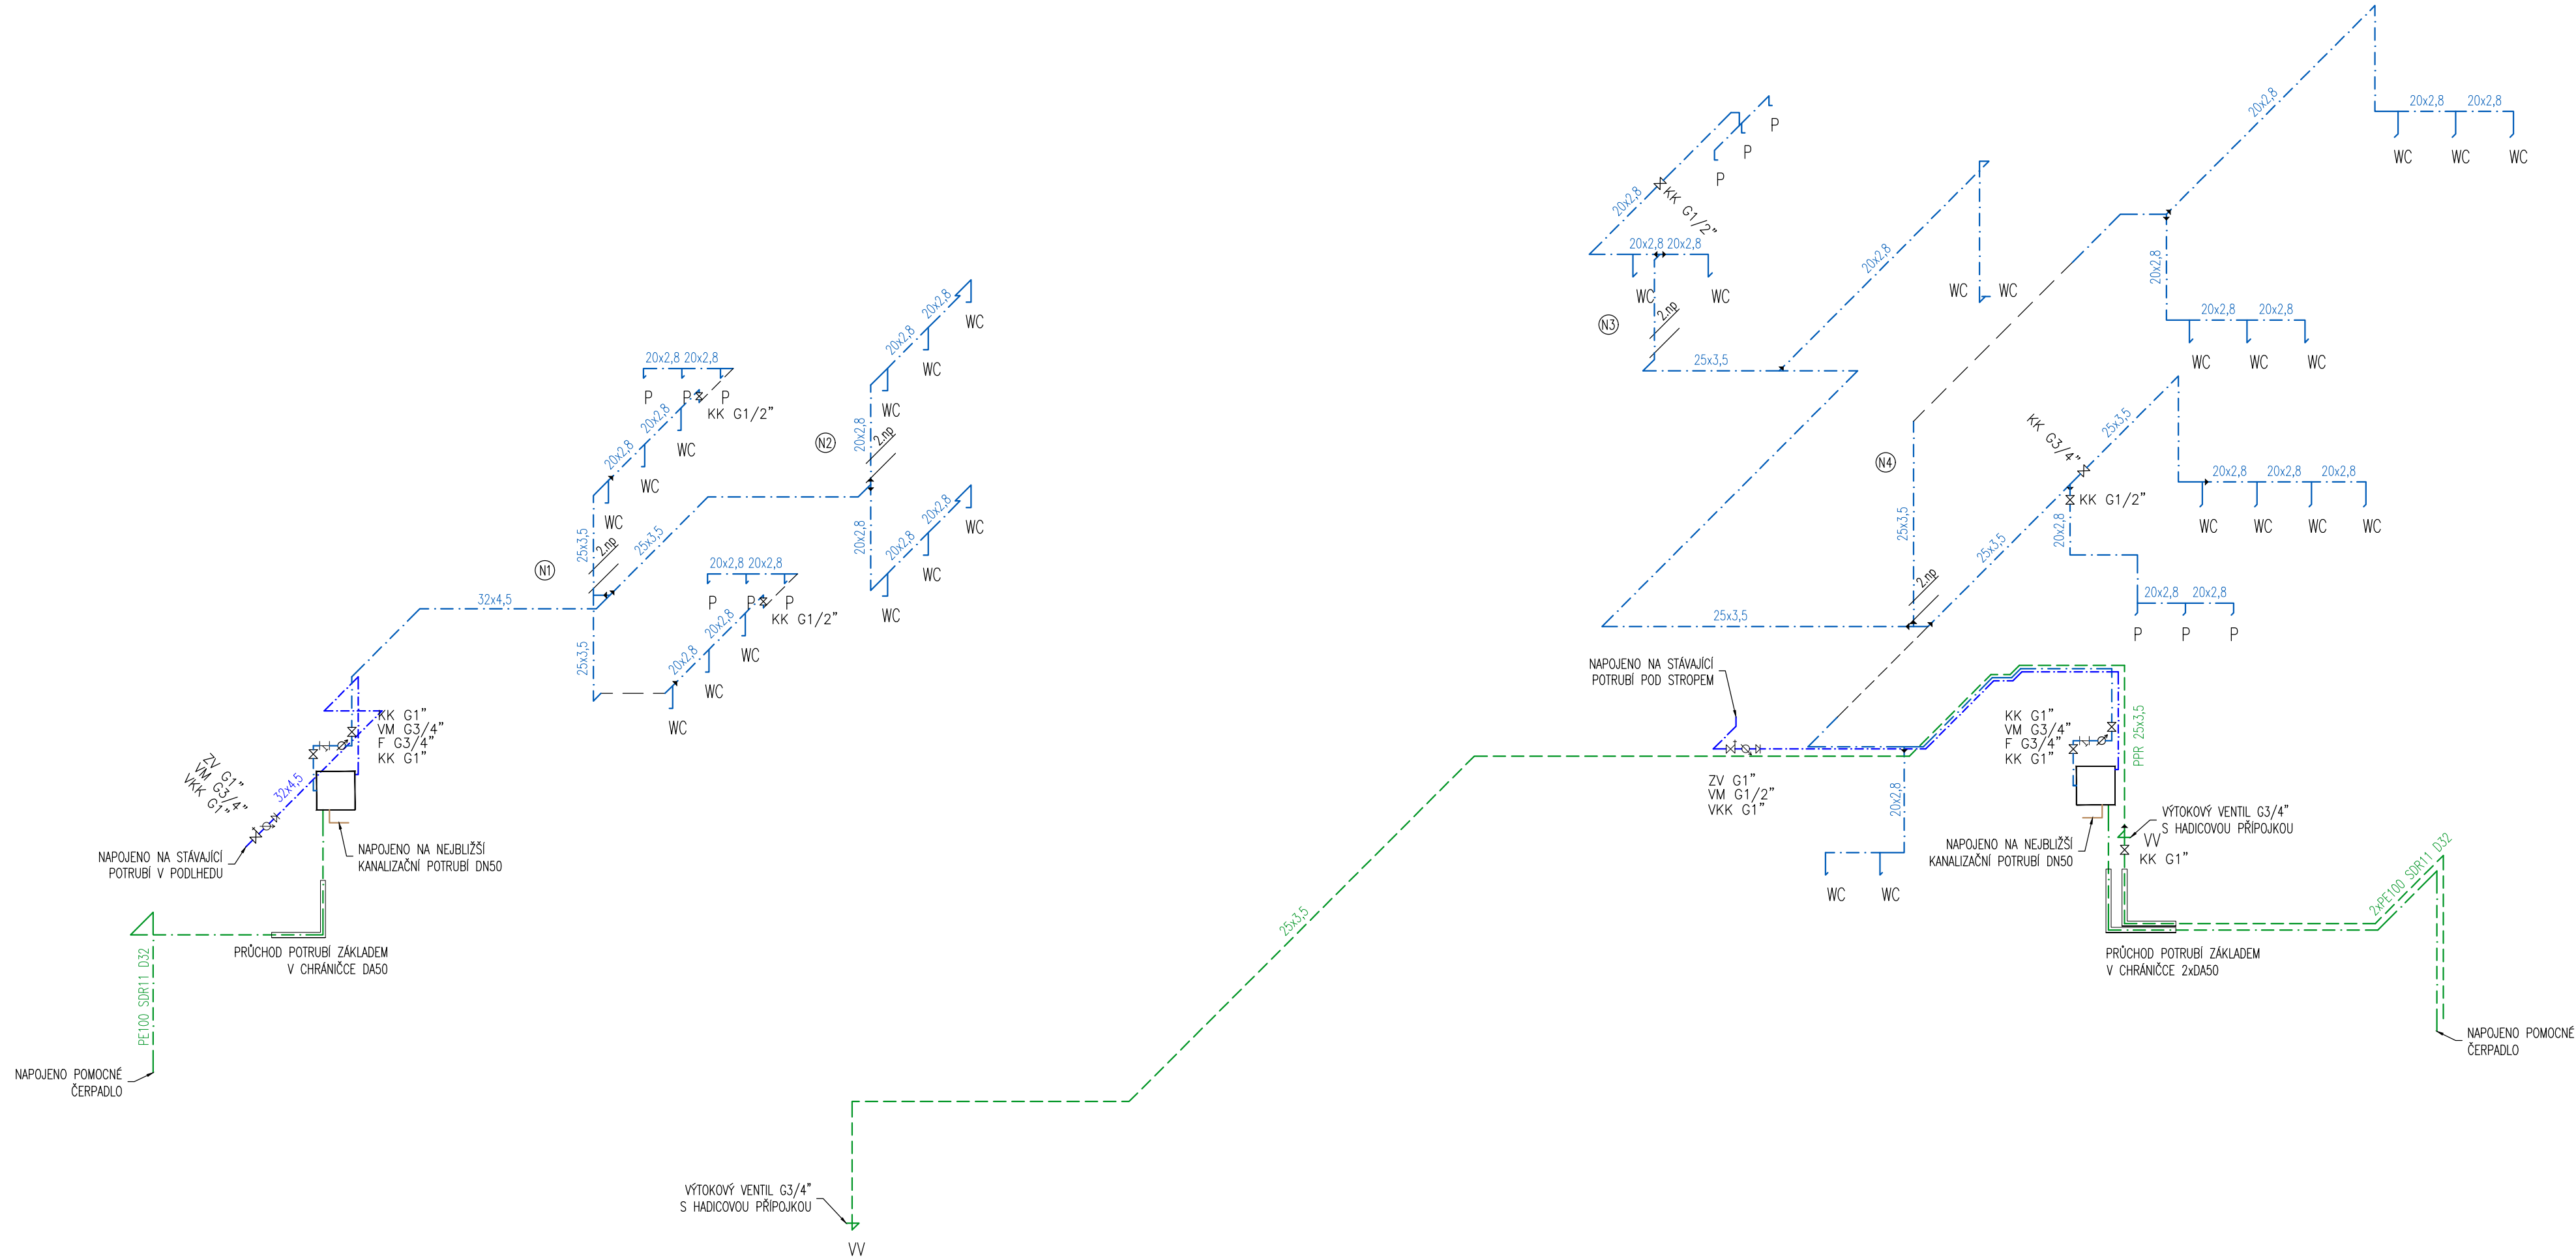 20x2,8
20x2,8 20x2,8
WC WC WC
P
P
P
20x2,8
KK G1/2"
20x2,8 20x2,8
WC WC
N3
2.np
25x3,5
20x2,8
WC WC
20x2,8
20x2,8 20x2,8
WC WC WC
N4
25x3,5
2.np
25x3,5
25x3,5
KK G3/4"
25x3,5
KK G1/2"
20x2,8
20x2,8 20x2,8 20x2,8
WC WC WC WC
20x2,8 20x2,8
P P P
20x2,8
20x2,8
WC
WC
WC
N2
20x2,8
2.np
20x2,8 20x2,8
P P P
KK G1/2"
20x2,8
20x2,8
WC
WC
WC
N1
25x3,5
2.np
25x3,5
32x4,5
25x3,5
20x2,8 20x2,8
P P P
KK G1/2"
20x2,8
20x2,8
WC
WC
WC
20x2,8
20x2,8
20x2,8
WC
WC
WC
KK G1"
VM G3/4"
F G3/4"
KK G1"
ZV G1"
VM G3/4"
VKK G1"
32x4,5
NAPOJENO NA STÁVAJÍCÍ
POTRUBÍ V PODLHEDU
NAPOJENO NA NEJBLIŽŠÍ
KANALIZAČNÍ POTRUBÍ DN50
PRŮCHOD POTRUBÍ ZÁKLADEM
V CHRÁNIČCE DA50
PE100 SDR11 D32
NAPOJENO POMOCNÉ
ČERPADLO
NAPOJENO NA STÁVAJÍCÍ
POTRUBÍ POD STROPEM
ZV G1"
VM G1/2"
VKK G1"
20x2,8
WC WC
KK G1"
VM G3/4"
F G3/4"
KK G1"
PPR 25x3,5
VÝTOKOVÝ VENTIL G3/4"
S HADICOVOU PŘÍPOJKOU
VV
KK G1"
NAPOJENO NA NEJBLIŽŠÍ
KANALIZAČNÍ POTRUBÍ DN50
PRŮCHOD POTRUBÍ ZÁKLADEM
V CHRÁNIČCE 2xDA50
2xPE100 SDR11 D32
NAPOJENO POMOCNÉ
ČERPADLO
25x3,5
VÝTOKOVÝ VENTIL G3/4"
S HADICOVOU PŘÍPOJKOU
VV